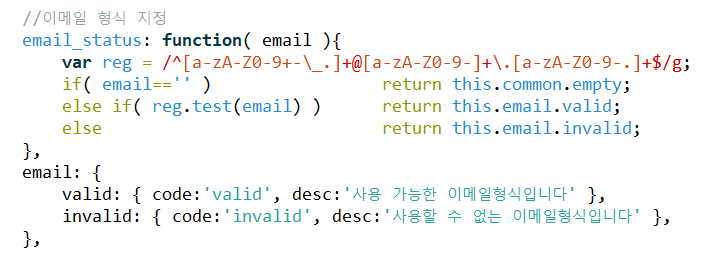 //이메일 형식 지정
email_status: function( email ){
    var reg = /^[a-zA-Z0-9+-\_.]+@[a-zA-Z0-9-]+\.[a-zA-Z0-9-.]+$/g;
    if( email=='' )                 return this.common.empty;
    else if( reg.test(email) )      return this.email.valid;
    else                            return this.email.invalid;
},
email: {
    valid: { code:'valid', desc:'사용 가능한 이메일형식입니다' },
    invalid: { code:'invalid', desc:'사용할 수 없는 이메일형식입니다' },
},